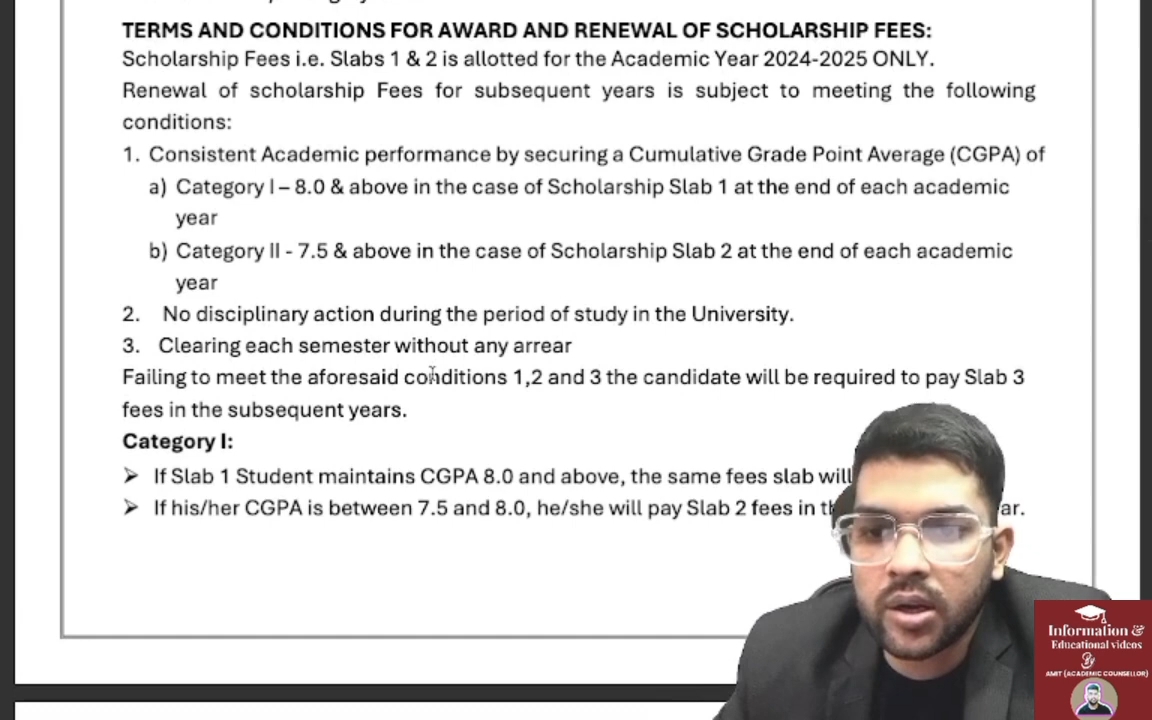 TERMS AND CONDITIONS FOR AWARD AND RENEWAL OF SCHOLARSHIP FEES:
Scholarship Fees i.e. Slabs 1 & 2 is allotted for the Academic Year 2024-2025 ONLY.
Renewal of scholarship Fees for subsequent years is subject to meeting the following
conditions:
1. Consistent Academic performance by securing a Cumulative Grade Point Average (CGPA) of
a) Category I – 8.0 & above in the case of Scholarship Slab 1 at the end of each academic
year
b) Category II - 7.5 & above in the case of Scholarship Slab 2 at the end of each academic
year
2. No disciplinary action during the period of study in the University.
3. Clearing each semester without any arrear
Failing to meet the aforesaid conditions 1,2 and 3 the candidate will be required to pay Slab 3
fees in the subsequent years.
Category I:
➢ If Slab 1 Student maintains CGPA 8.0 and above, the same fees slab will
➢ If his/her CGPA is between 7.5 and 8.0, he/she will pay Slab 2 fees in
Information &
Educational videos
By
AMIT (ACADEMIC COUNSELLOR)